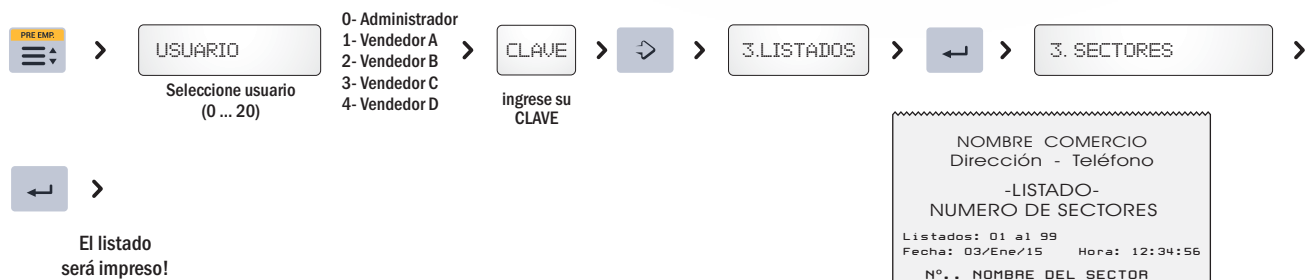 PRE EMP.
USUARIO
Seleccione usuario
(0 ... 20)
0- Administrador
1- Vendedor A
2- Vendedor B
3- Vendedor C
4- Vendedor D
CLAVE
ingrese su
CLAVE
3.LISTADOS
3. SECTORES
El listado
será impreso!
NOMBRE COMERCIO
Dirección - Teléfono
-LISTADO-
NUMERO DE SECTORES
Listados: 01 al 99
Fecha: 03/Ene/15 Hora: 12:34:56
Nº.. NOMBRE DEL SECTOR